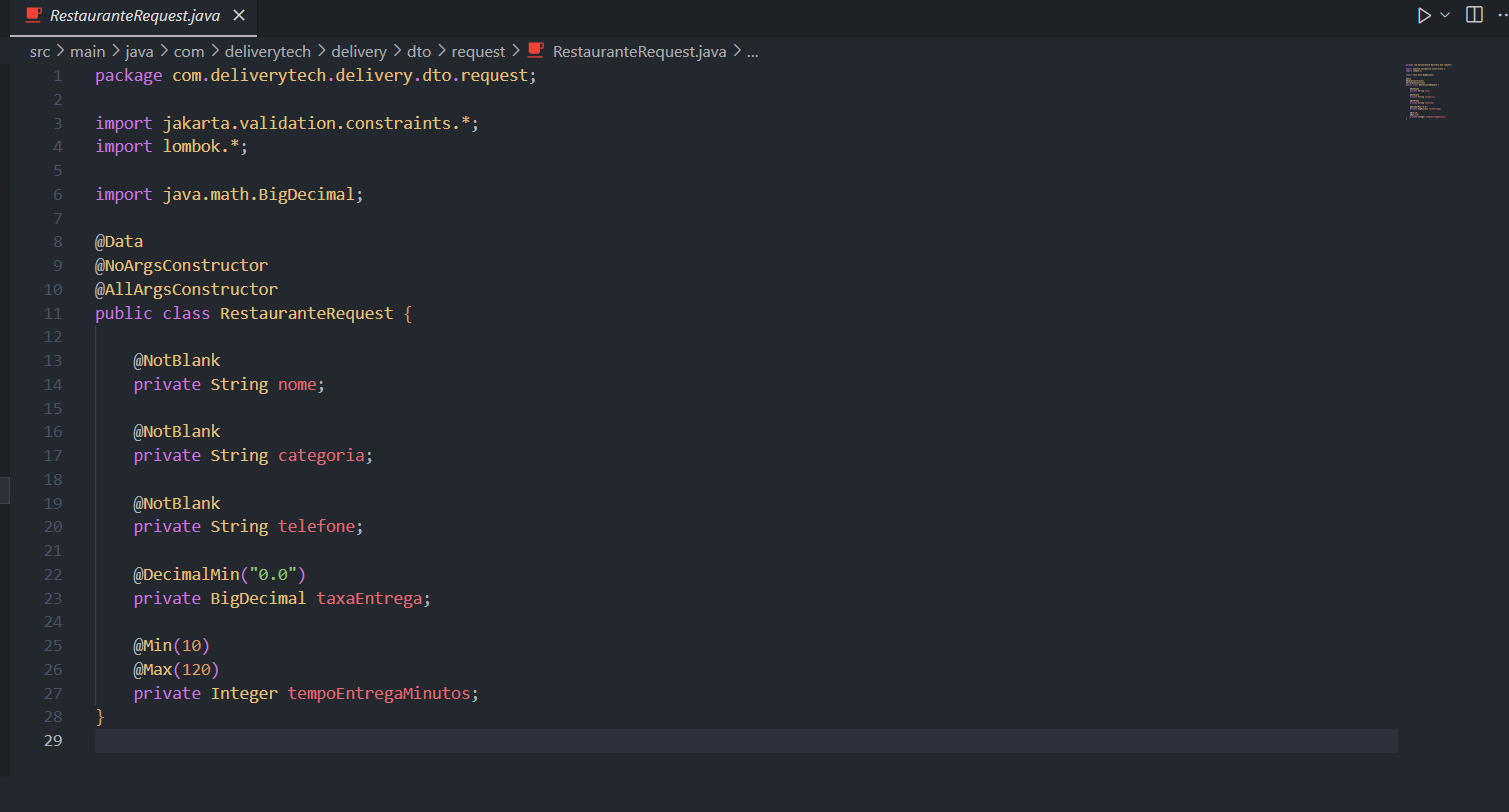 RestauranteRequest.java
src > main > java > com > deliverytech > delivery > dto > request > RestauranteRequest.java > ...
1 package com.deliverytech.delivery.dto.request;
2
3 import jakarta.validation.constraints.*;
4 import lombok.*;
5
6 import java.math.BigDecimal;
7
8 @Data
9 @NoArgsConstructor
10 @AllArgsConstructor
11 public class RestauranteRequest {
12
13     @NotBlank
14     private String nome;
15
16     @NotBlank
17     private String categoria;
18
19     @NotBlank
20     private String telefone;
21
22     @DecimalMin("0.0")
23     private BigDecimal taxaEntrega;
24
25     @Min(10)
26     @Max(120)
27     private Integer tempoEntregaMinutos;
28 }
29